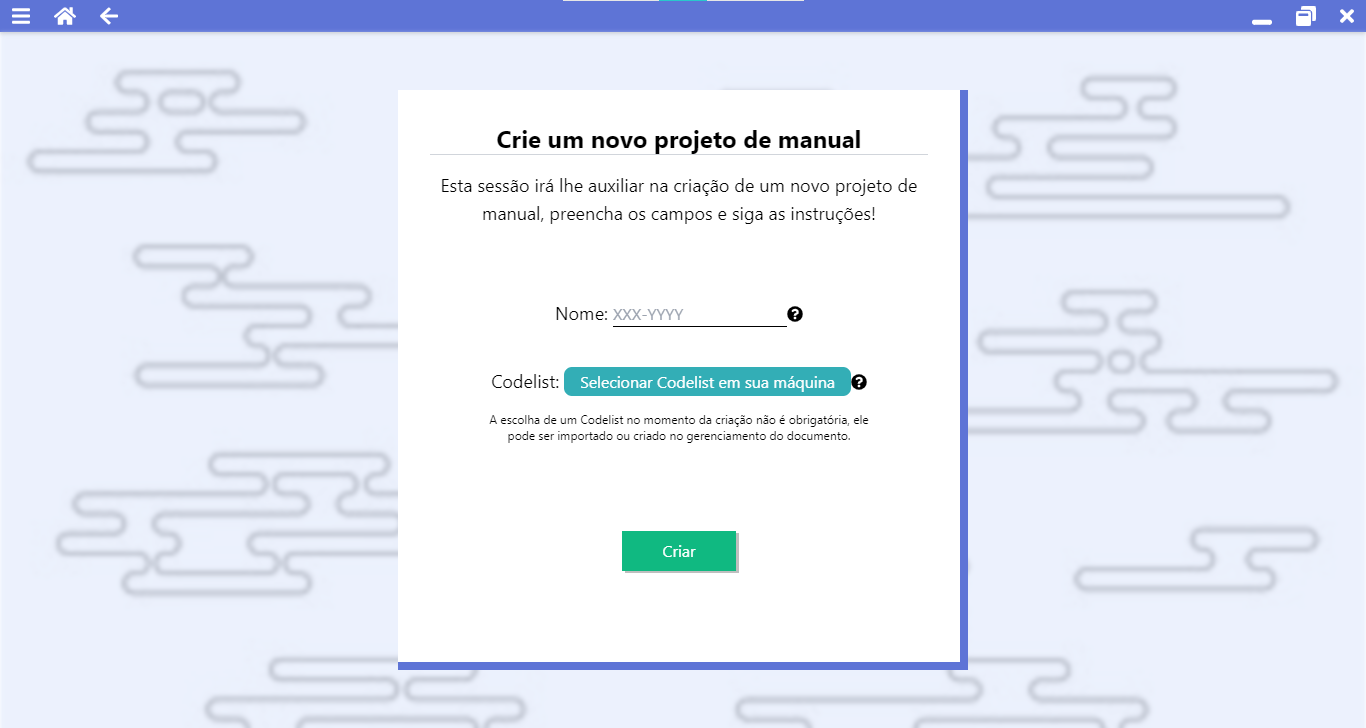 Crie um novo projeto de manual
Esta sessão irá lhe auxiliar na criação de um novo projeto de
manual, preencha os campos e siga as instruções!
Nome: XXX-YYYY
Codelist: Selecionar Codelist em sua máquina
A escolha de um Codelist no momento da criação não é obrigatória, ele
pode ser importado ou criado no gerenciamento do documento.
Criar